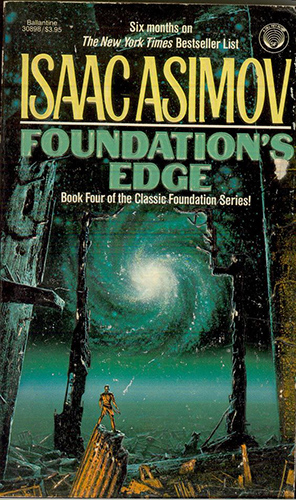 Ballantine
30898/$3.95
Six months on
The New York Times Bestseller List
ISAAC ASIMOV
FOUNDATION'S
EDGE
Book Four of the Classic Foundation Series!